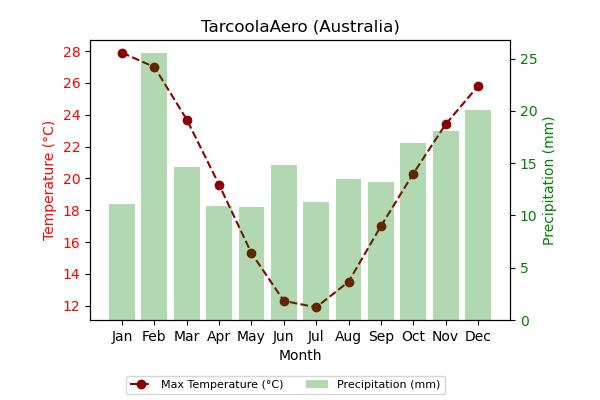 TarcoolaAero (Australia)
28
26
24
22
20
18
16
14
12
Temperature (°C)
25
20
15
10
5
0
Precipitation (mm)
Jan Feb Mar Apr May Jun Jul Aug Sep Oct Nov Dec
Month
Max Temperature (°C) Precipitation (mm)